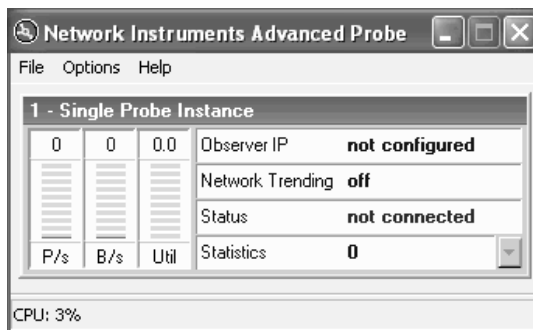 Network Instruments Advanced Probe
File Options Help
1 - Single Probe Instance
0 0 0.0
P/s B/s Util
Observer IP not configured
Network Trending off
Status not connected
Statistics 0
CPU: 3%